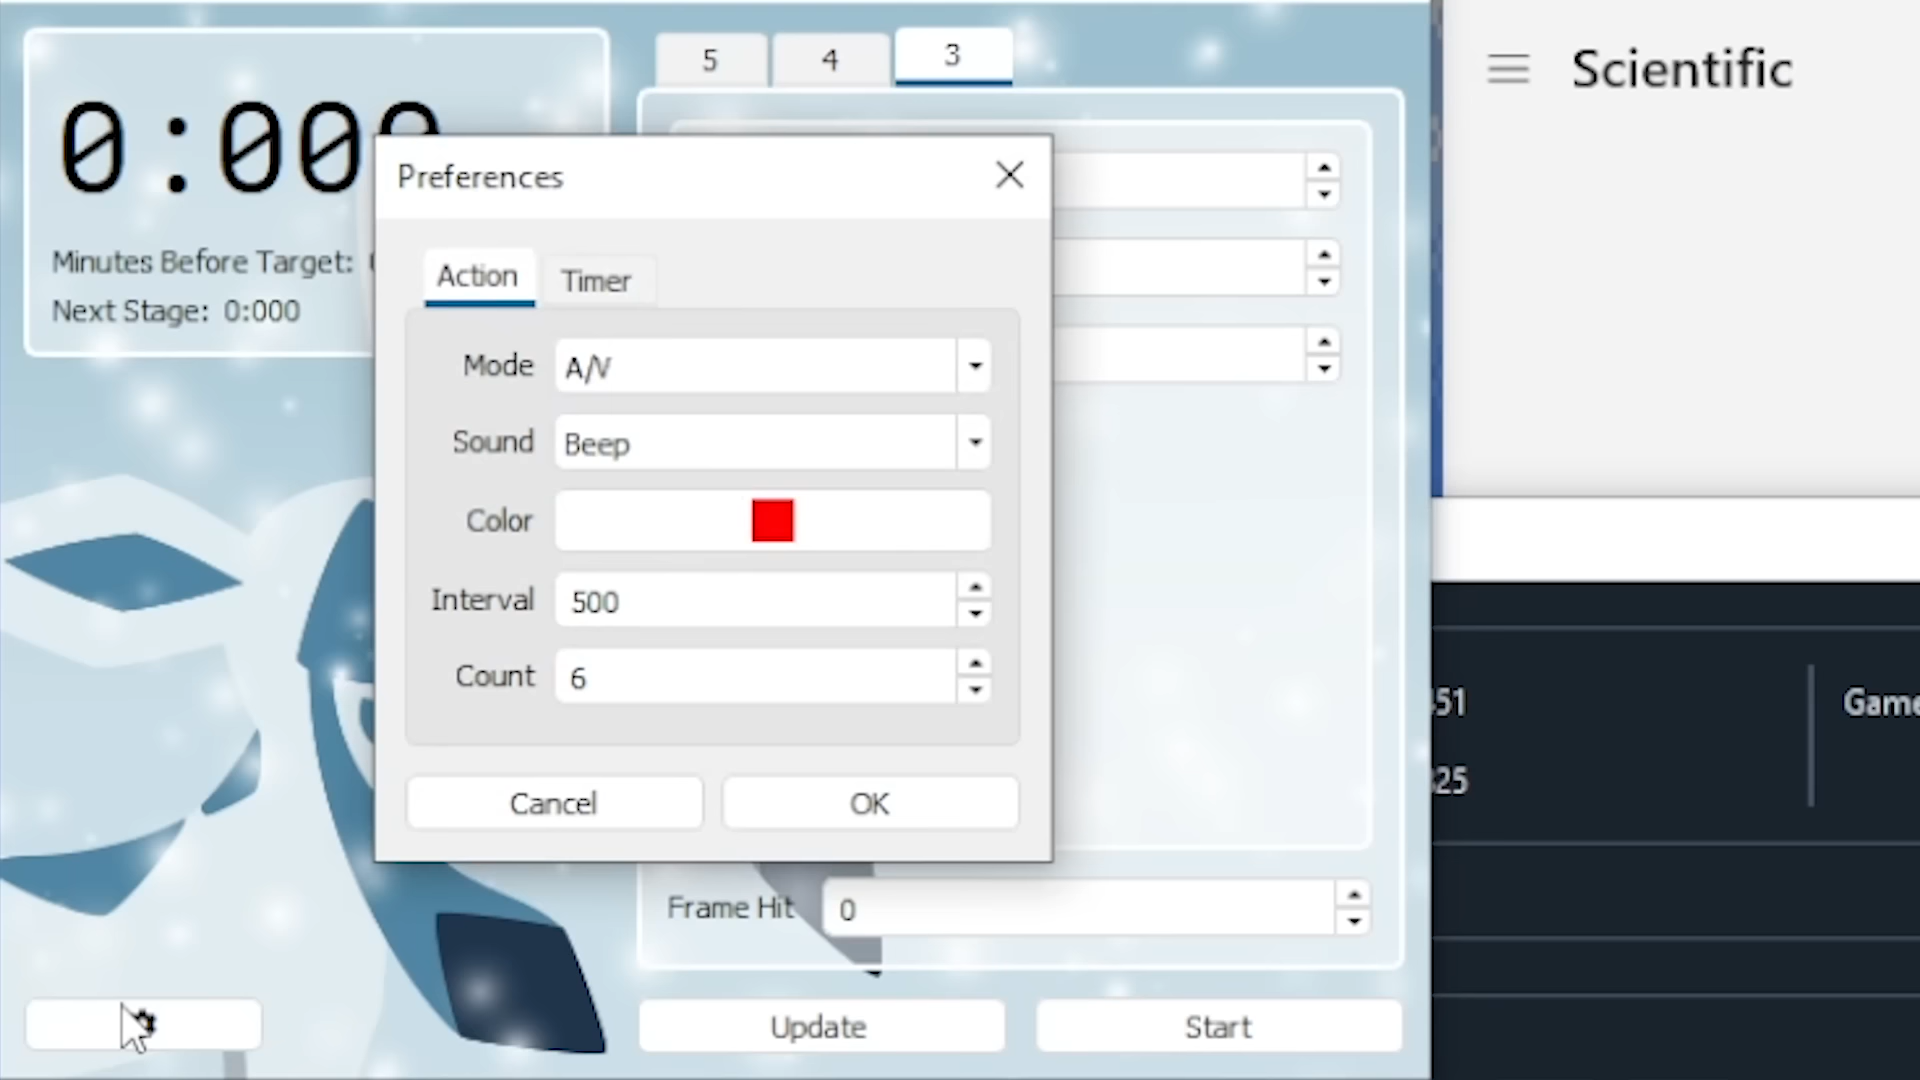 5
4
3
Scientific
0:00
Preferences
Minutes Before Target:
Next Stage: 0:000
Action
Timer
Mode
A/V
Sound
Beep
Color
Interval
500
Count
6
Cancel
OK
51
Game
25
Frame Hit
0
Update
Start